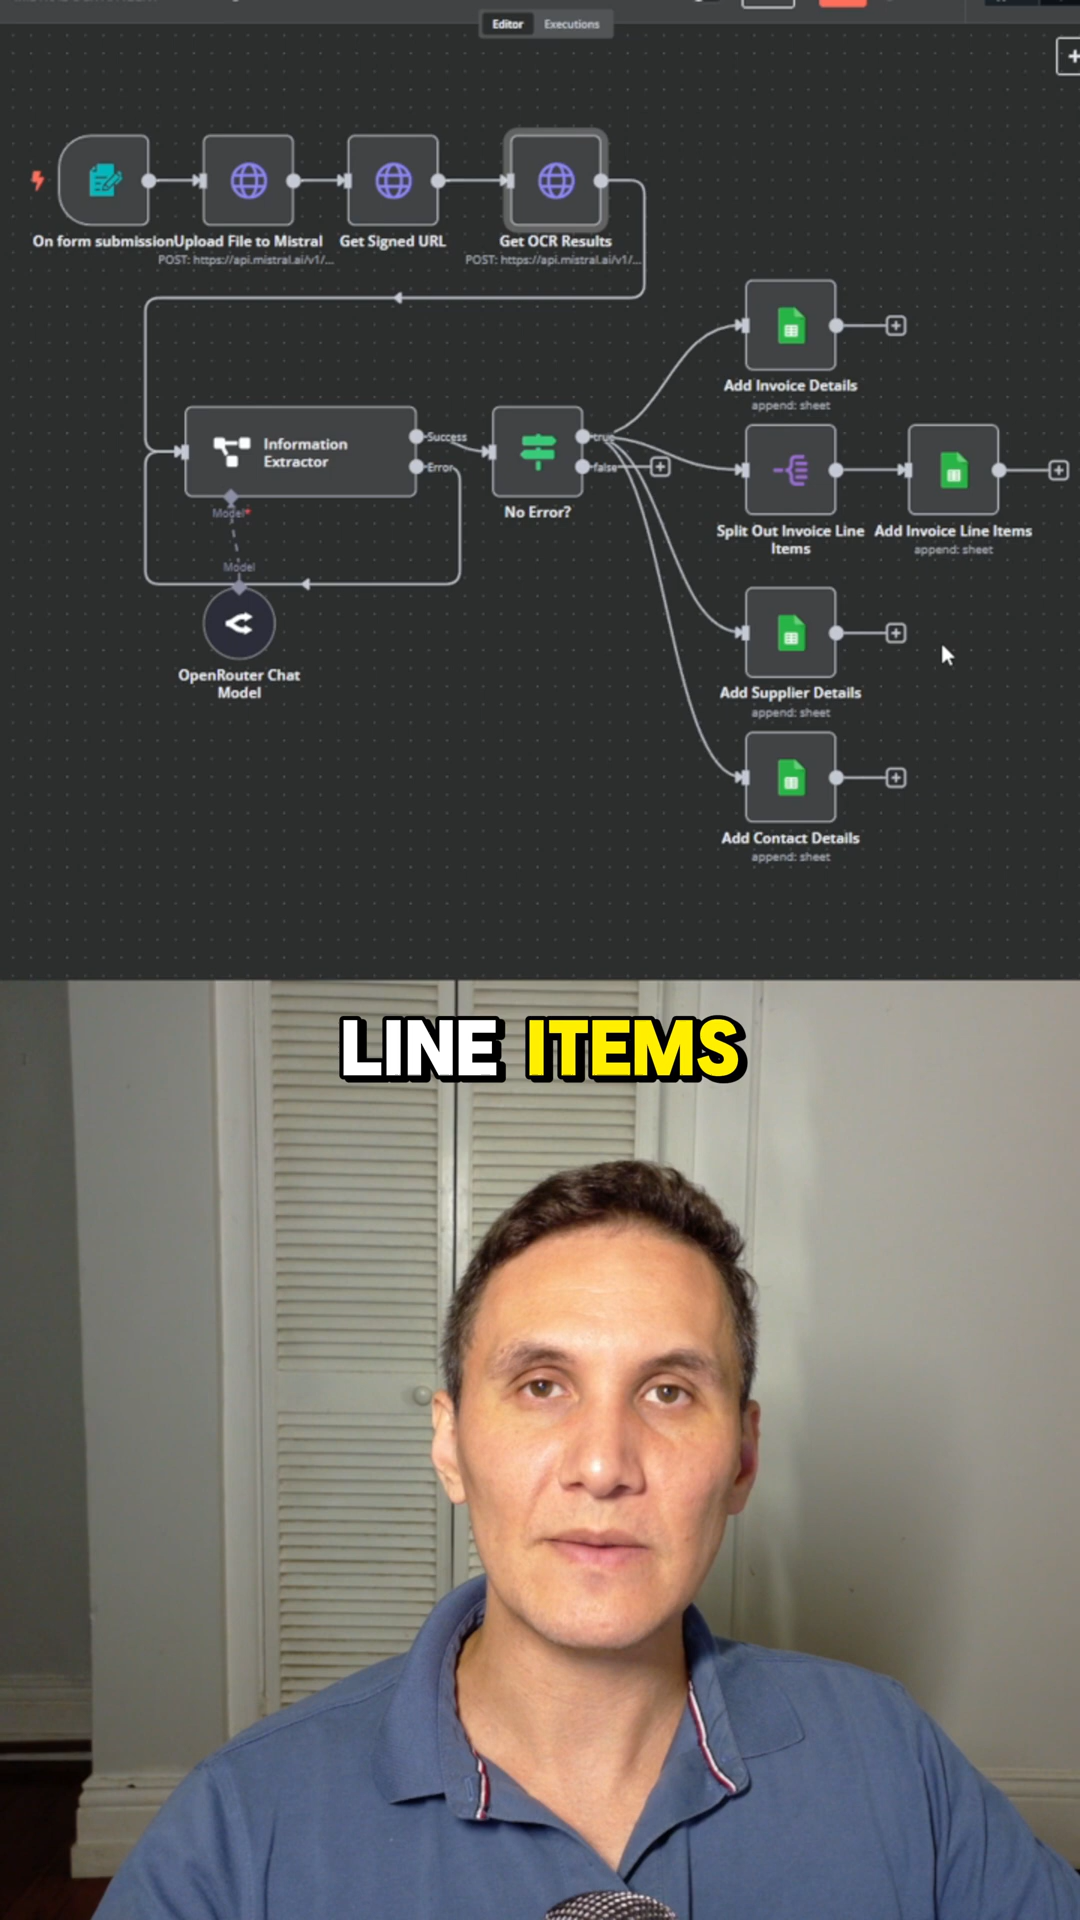 Editor Executions
On form submission
Upload File to Mistral
POST: https://api.mistral.ai/v1/...
Get Signed URL
Get OCR Results
POST: https://api.mistral.ai/v1/...
Add Invoice Details
append: sheet
Information
Extractor
Success
Error
Model*
Model
OpenRouter Chat
Model
No Error?
true
false
Split Out Invoice Line
Items
Add Invoice Line Items
append: sheet
Add Supplier Details
append: sheet
Add Contact Details
append: sheet
LINE ITEMS